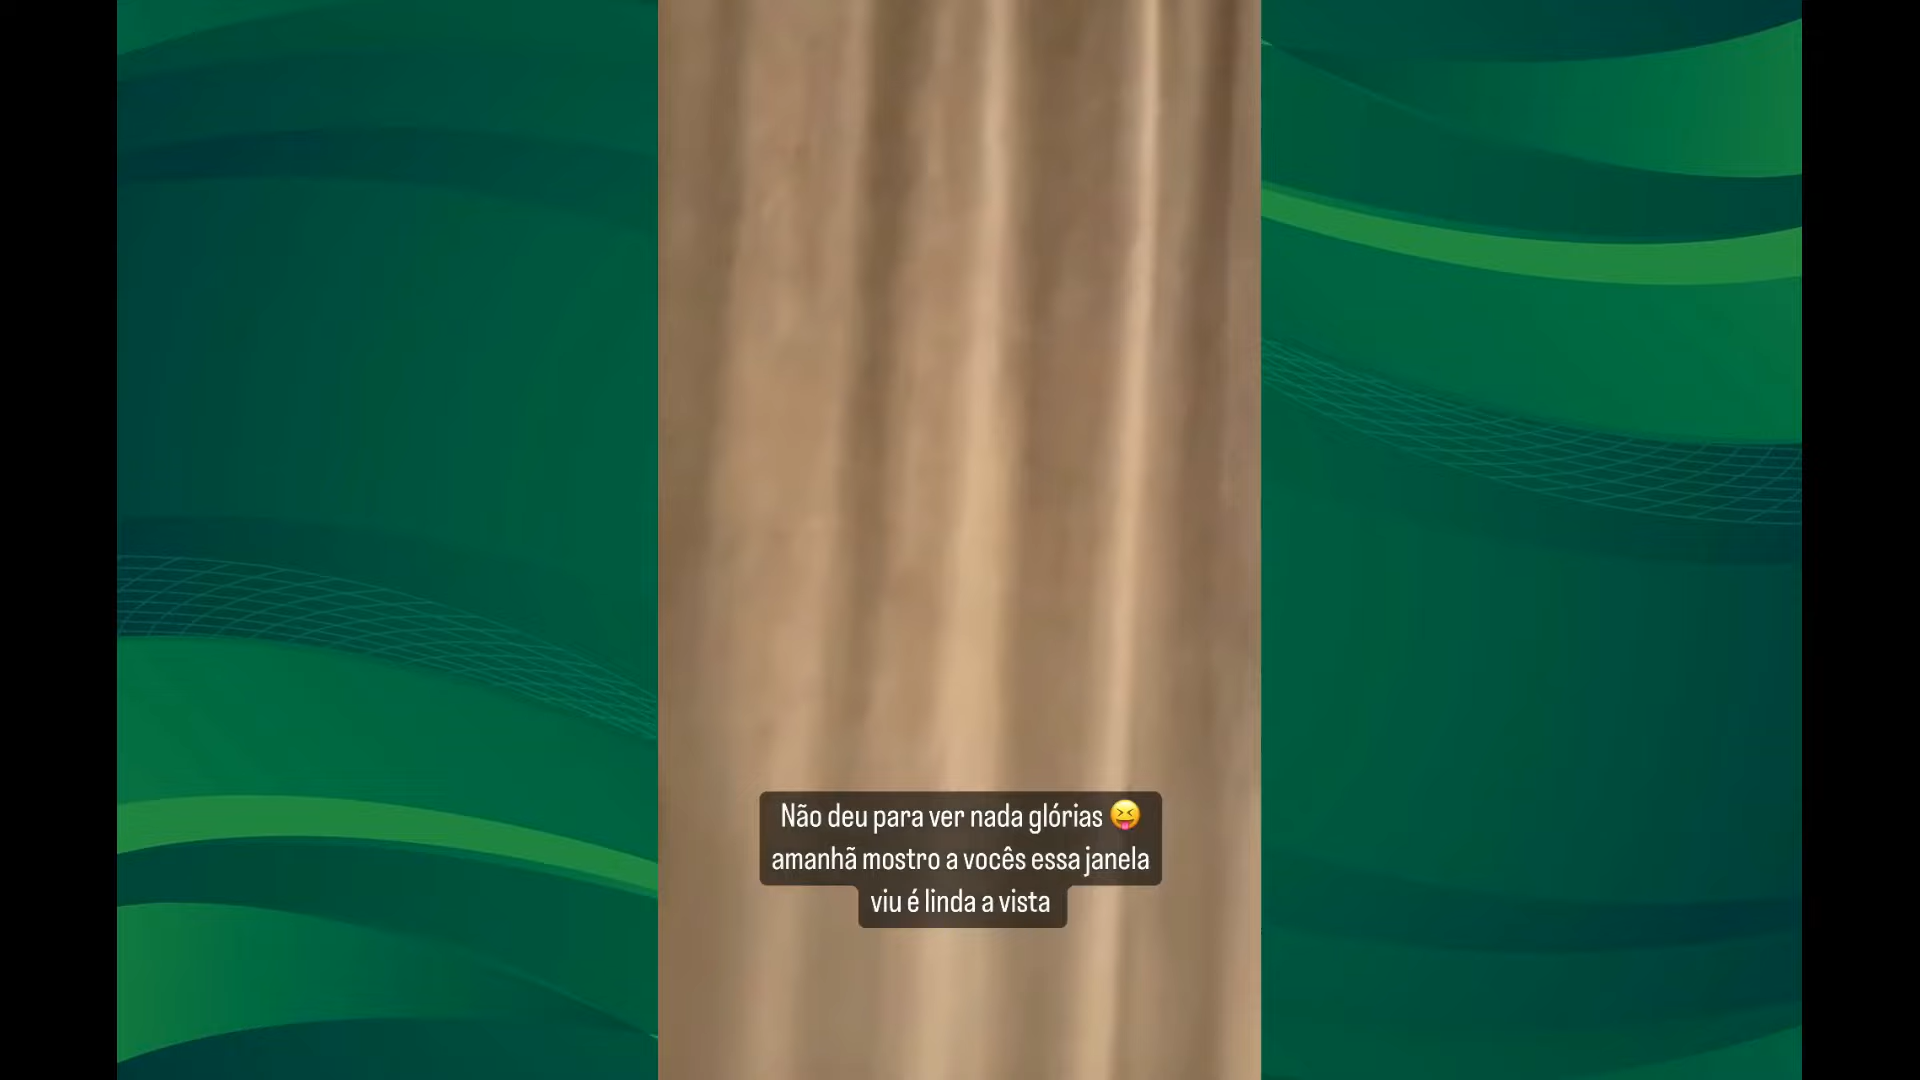 Não deu para ver nada glórias 😝
amanhã mostro a vocês essa janela
viu é linda a vista